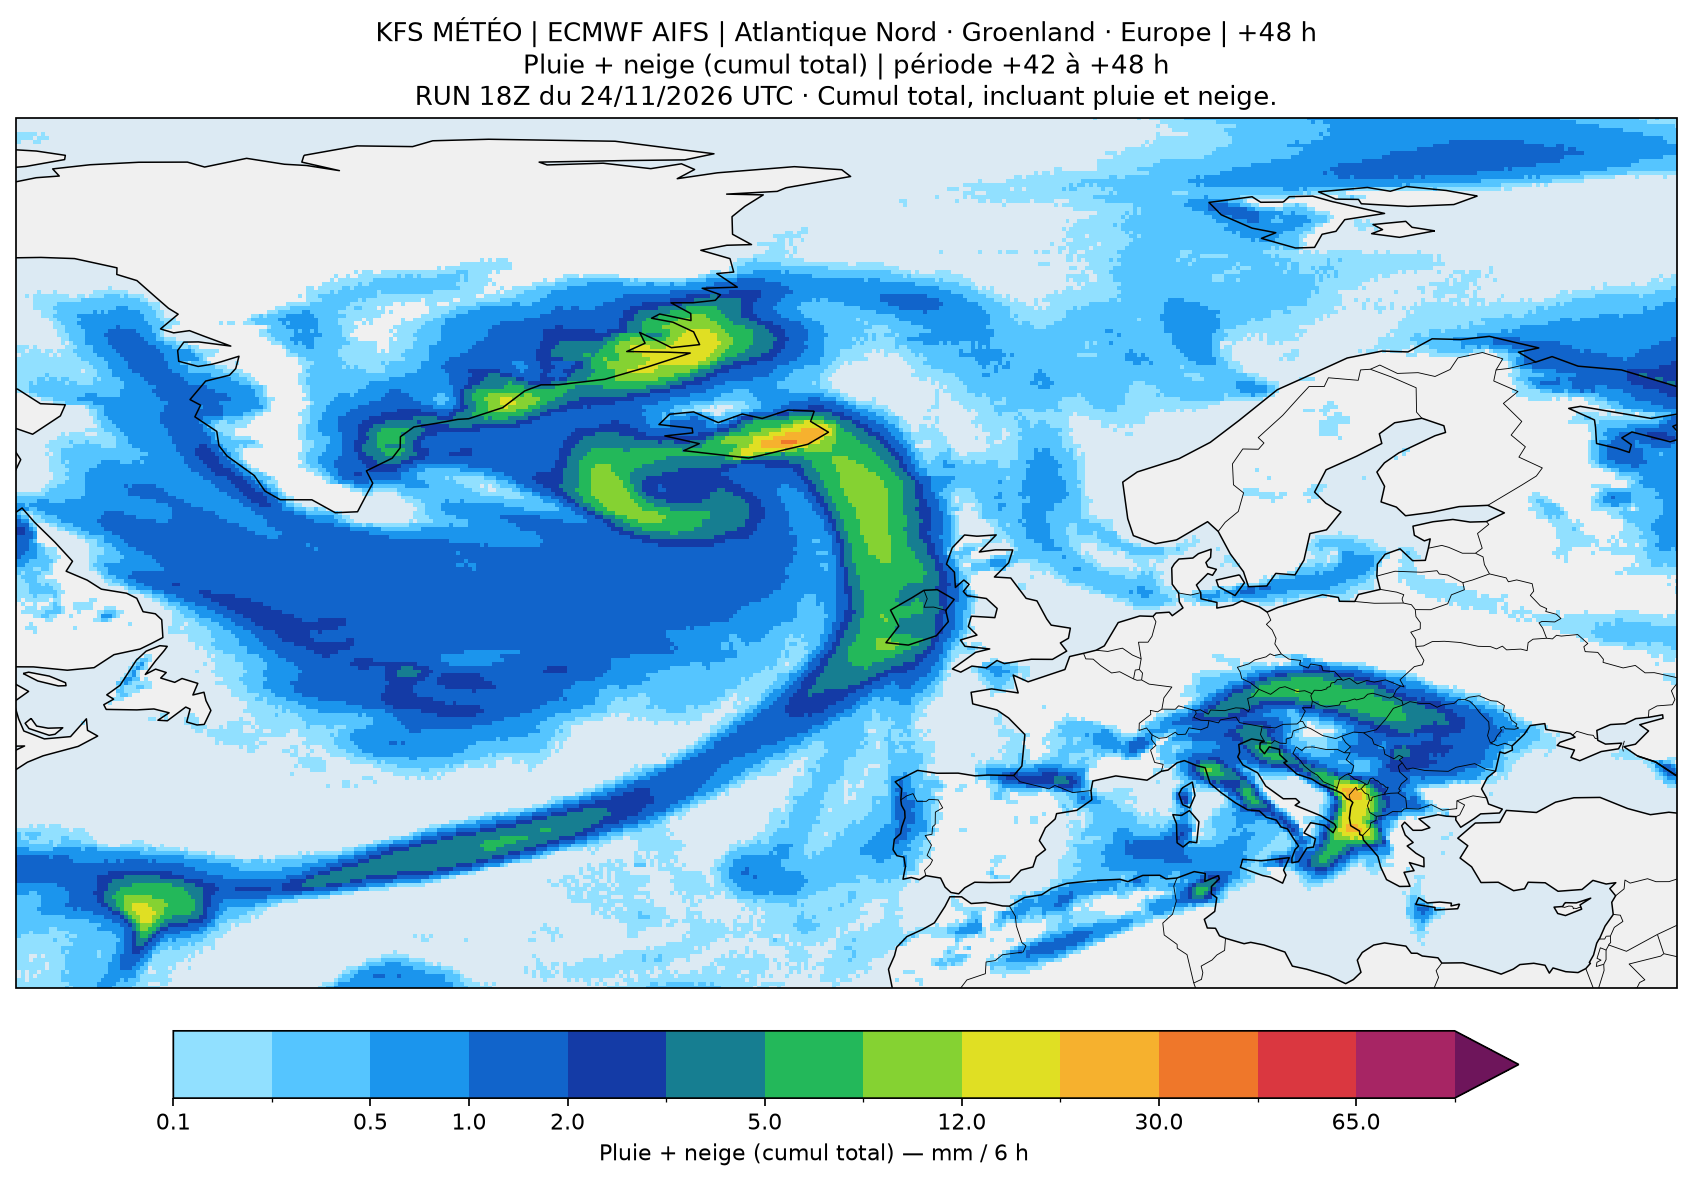 KFS MÉTÉO | ECMWF AIFS | Atlantique Nord · Groenland · Europe | +48 h
Pluie + neige (cumul total) | période +42 à +48 h
RUN 18Z du 24/11/2026 UTC · Cumul total, incluant pluie et neige.
0.1 0.5 1.0 2.0 5.0 12.0 30.0 65.0
Pluie + neige (cumul total) — mm / 6 h